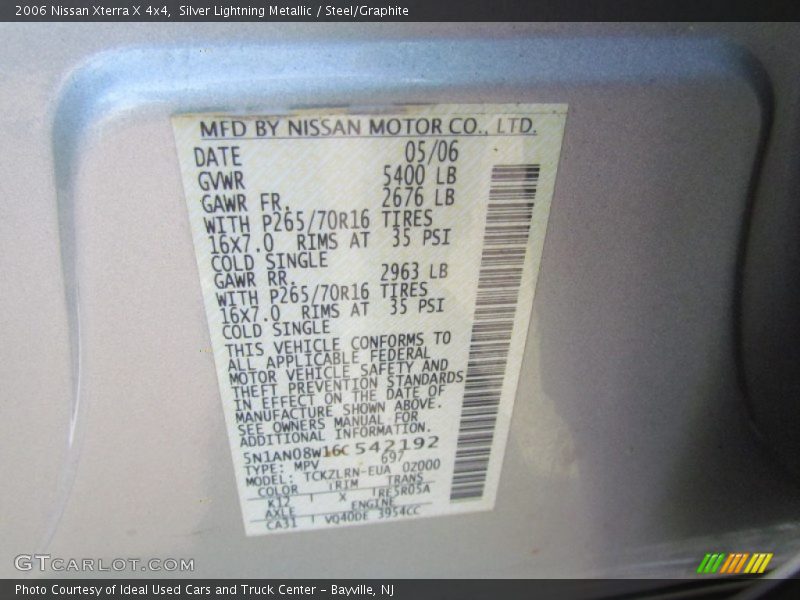 2006 Nissan Xterra X 4x4,  Silver Lightning Metallic / Steel/Graphite
MFD BY NISSAN MOTOR CO., LTD.
DATE 05/06
GVWR 5400 LB
GAWR FR. 2676 LB
WITH P265/70R16 TIRES
16X7.0 RIMS AT 35 PSI
COLD SINGLE
GAWR RR. 2963 LB
WITH P265/70R16 TIRES
16X7.0 RIMS AT 35 PSI
COLD SINGLE
THIS VEHICLE CONFORMS TO
ALL APPLICABLE FEDERAL
MOTOR VEHICLE SAFETY AND
THEFT PREVENTION STANDARDS
IN EFFECT ON THE DATE OF
MANUFACTURE SHOWN ABOVE.
SEE OWNERS MANUAL FOR
ADDITIONAL INFORMATION.
5N1AN08W16C542192
TYPE: MPV 697
MODEL: TCKZLRN-EUA 02000
COLOR TRIM TRANS
K12 X RE5R05A
AXLE ENGINE
CA31 VQ40DE 3954CC
GTCARLOT.COM
Photo Courtesy of Ideal Used Cars and Truck Center – Bayville, NJ